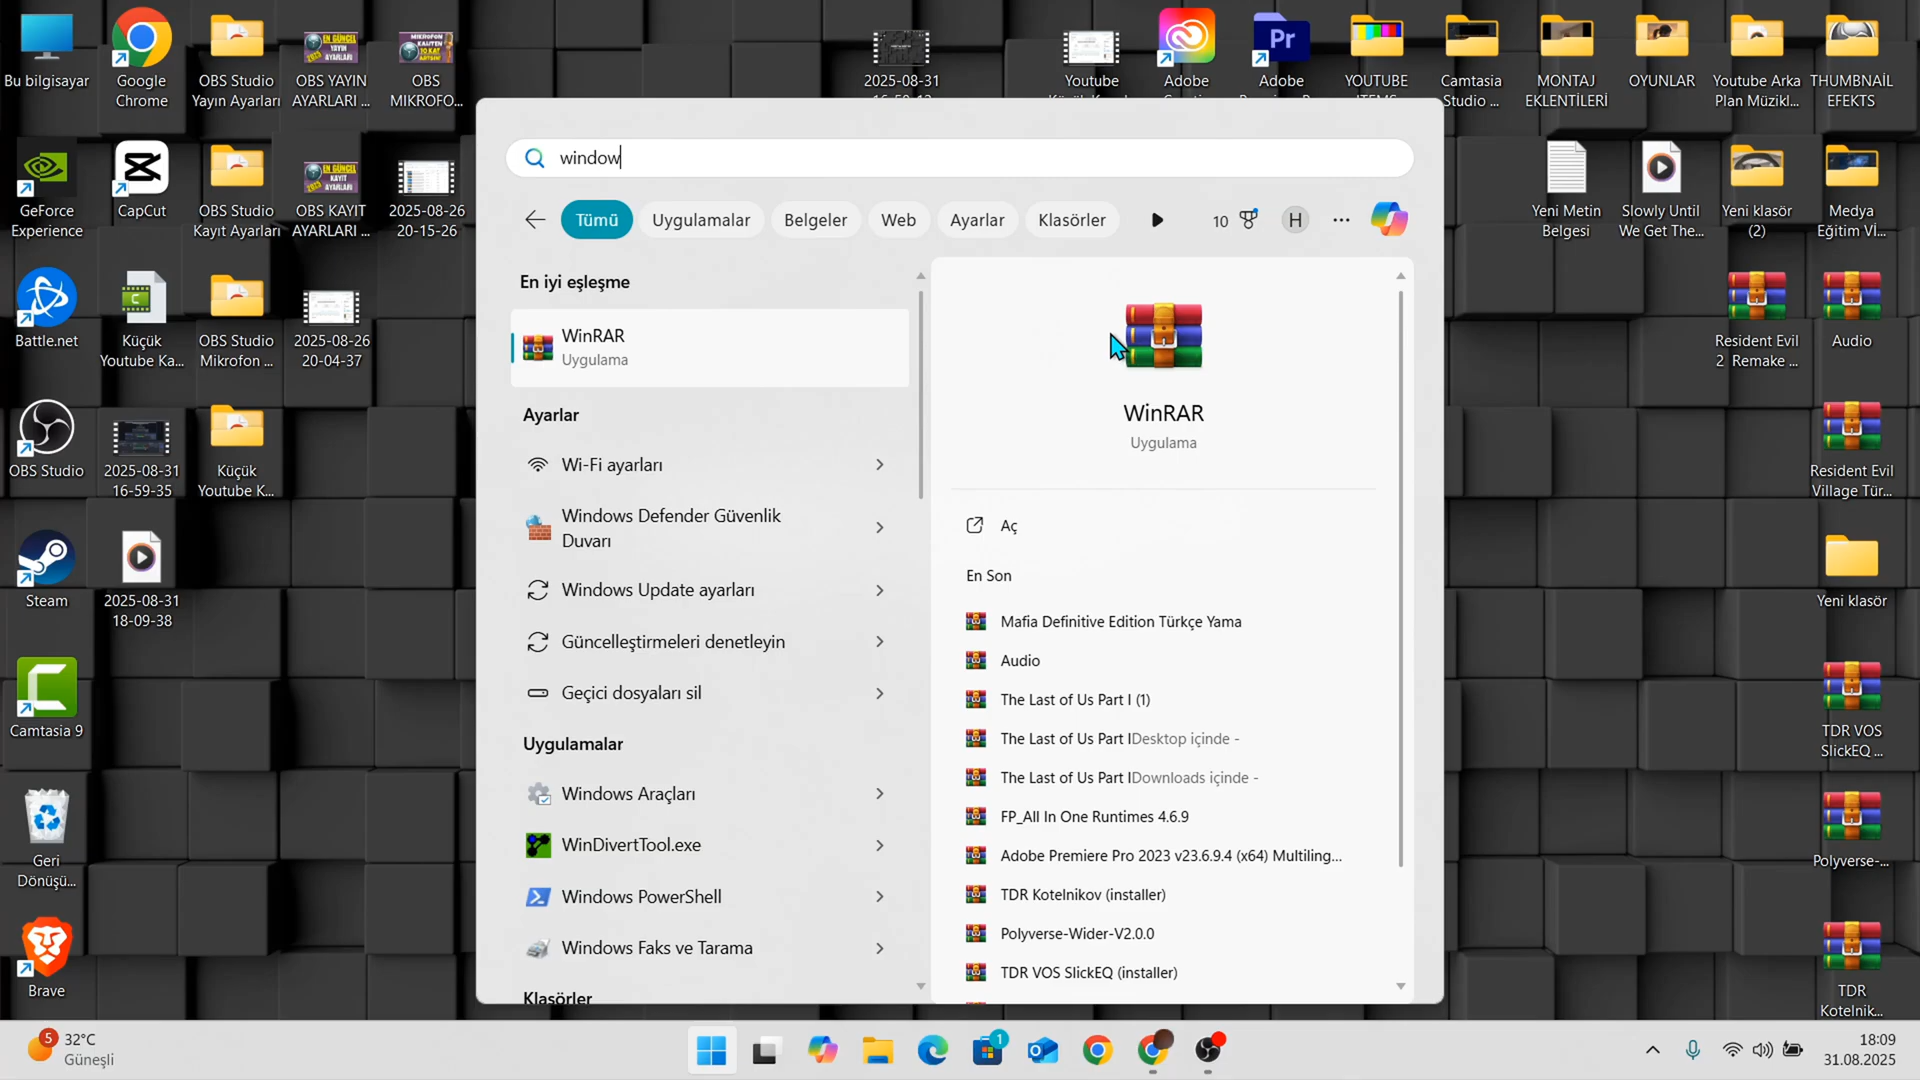 Bu bilgisayar
Google
Chrome
OBS Studio
Yayın Ayarları
OBS YAYIN
AYARLARI ...
OBS
MIKROFO...
2025-08-31
Youtube
Adobe
Adobe
YOUTUBE
Camtasia
Studio ...
MONTAJ
EKLENTİLERİ
OYUNLAR
Youtube Arka
Plan Müzikl...
THUMBNAİL
EFEKTS
GeForce
Experience
CapCut
OBS Studio
Kayıt Ayarları
OBS KAYIT
AYARLARI ...
2025-08-26
20-15-26
Yeni Metin
Belgesi
Slowly Until
We Get The...
Yeni klasör
(2)
Medya
Eğitim Vİ...
Battle.net
Küçük
Youtube Ka...
OBS Studio
Mikrofon ...
2025-08-26
20-04-37
Resident Evil
2 Remake ...
Audio
OBS Studio
2025-08-31
16-59-35
Küçük
Youtube K...
Resident Evil
Village Tür...
Steam
2025-08-31
18-09-38
Yeni klasör
Camtasia 9
TDR VOS
SlickEQ ...
Geri
Dönüşü...
Polyverse-...
Brave
TDR
Kotelnik...
window
Tümü
Uygulamalar
Belgeler
Web
Ayarlar
Klasörler
10
H
En iyi eşleşme
WinRAR
Uygulama
Ayarlar
Wi-Fi ayarları
Windows Defender Güvenlik
Duvarı
Windows Update ayarları
Güncelleştirmeleri denetleyin
Geçici dosyaları sil
Uygulamalar
Windows Araçları
WinDivertTool.exe
Windows PowerShell
Windows Faks ve Tarama
Klasörler
WinRAR
Uygulama
Aç
En Son
Mafia Definitive Edition Türkçe Yama
Audio
The Last of Us Part I (1)
The Last of Us Part IDesktop içinde -
The Last of Us Part IDownloads içinde -
FP_All In One Runtimes 4.6.9
Adobe Premiere Pro 2023 v23.6.9.4 (x64) Multiling...
TDR Kotelnikov (installer)
Polyverse-Wider-V2.0.0
TDR VOS SlickEQ (installer)
5
32°C
Güneşli
1
18:09
31.08.2025